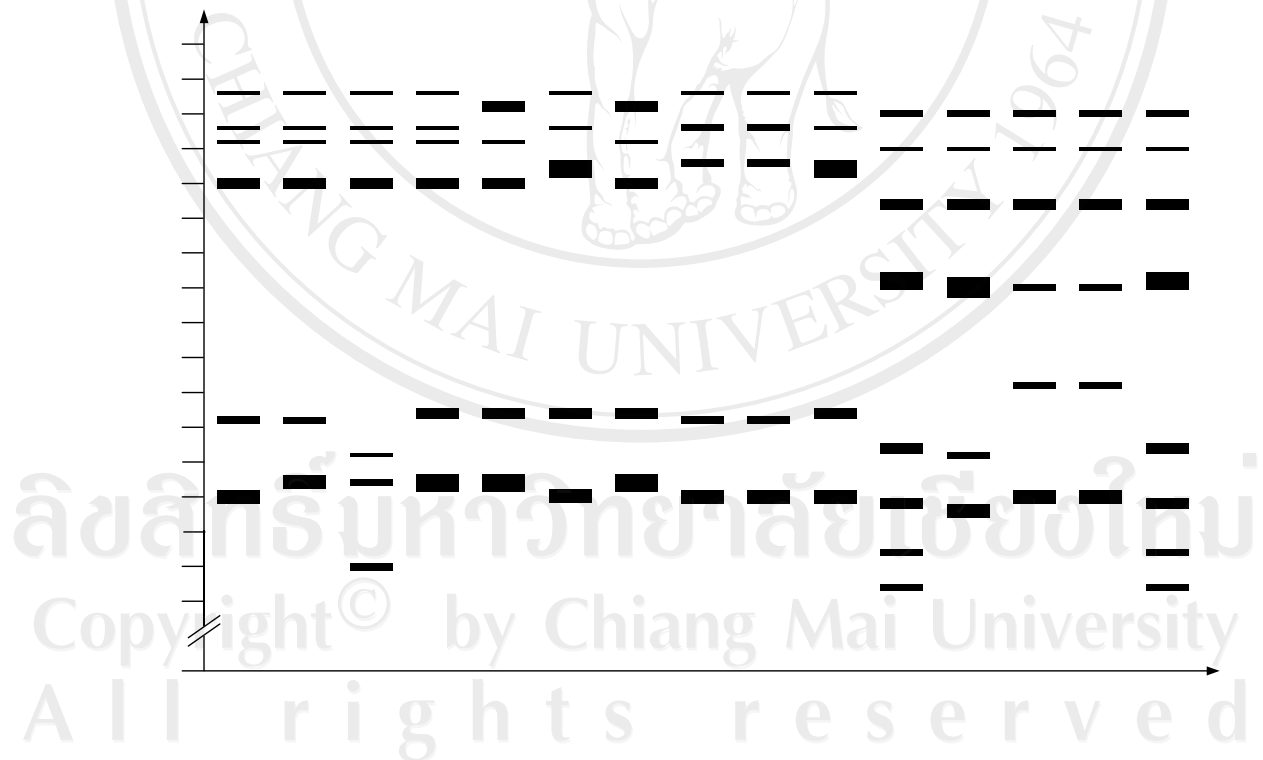 CHIANG MAI UNIVERSITY 1964
ลิขสิทธิ์มหาวิทยาลัยเชียงใหม่
Copyright© by Chiang Mai University
All rights reserved